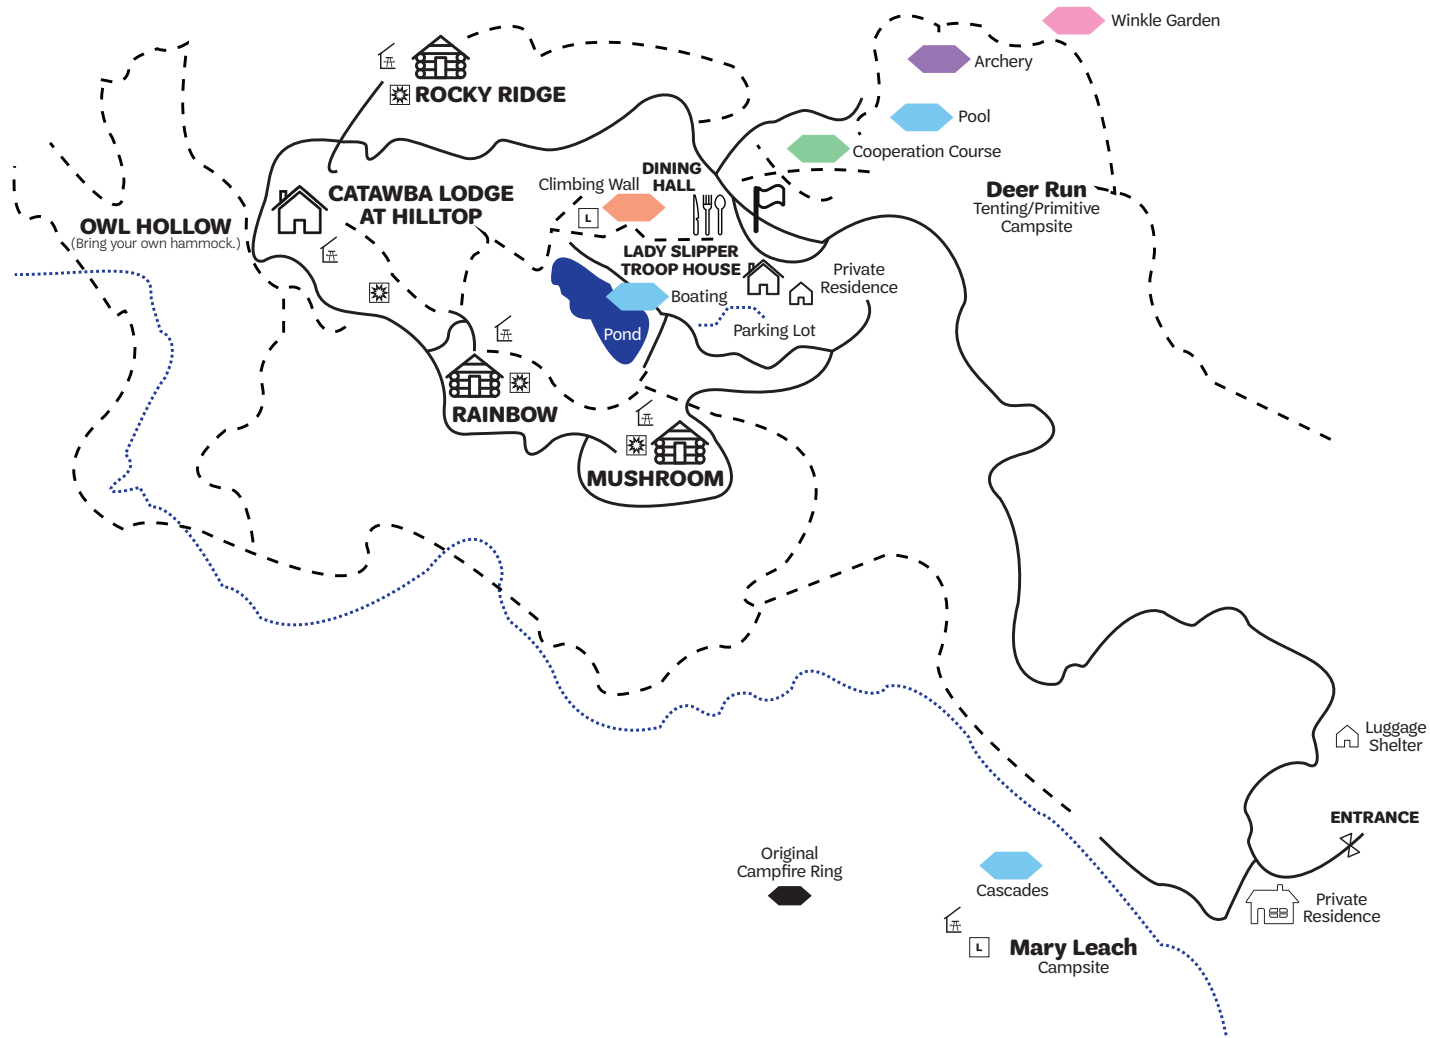 Winkle Garden
Archery
ROCKY RIDGE
Pool
Cooperation Course
DINING
HALL
Climbing Wall
CATAWBA LODGE
AT HILLTOP
L
Deer Run
Tenting/Primitive
Campsite
OWL HOLLOW
(Bring your own hammock.)
LADY SLIPPER
TROOP HOUSE
Private
Residence
Boating
Pond
Parking Lot
RAINBOW
MUSHROOM
Luggage
Shelter
ENTRANCE
Original
Campfire Ring
Cascades
Private
Residence
L
Mary Leach
Campsite